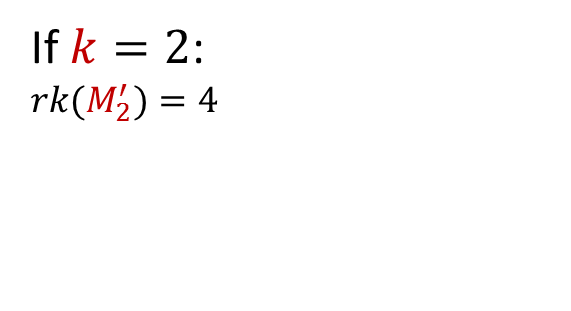 If k = 2:
rk(M′₂) = 4